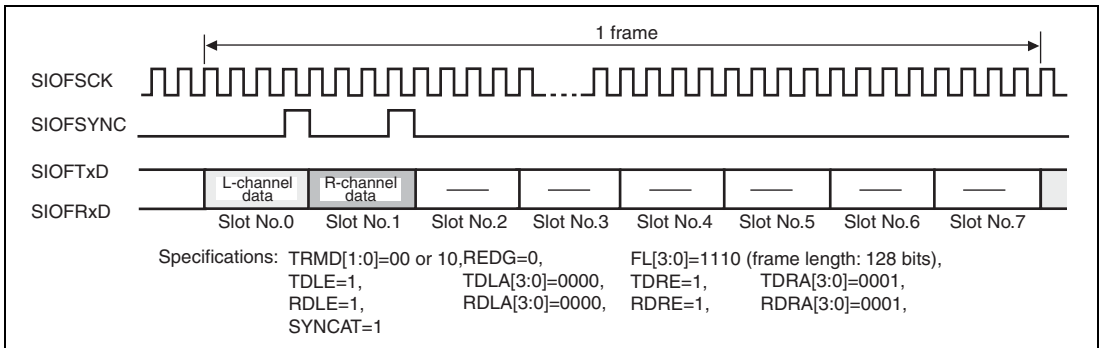 1 frame
SIOFSCK
SIOFSYNC
SIOFTxD
SIOFRxD
L-channel
data
R-channel
data
Slot No.0 Slot No.1 Slot No.2 Slot No.3 Slot No.4 Slot No.5 Slot No.6 Slot No.7
Specifications: TRMD[1:0]=00 or 10, REDG=0, FL[3:0]=1110 (frame length: 128 bits),
TDLE=1, TDLA[3:0]=0000, TDRE=1, TDRA[3:0]=0001,
RDLE=1, RDLA[3:0]=0000, RDRE=1, RDRA[3:0]=0001,
SYNCAT=1